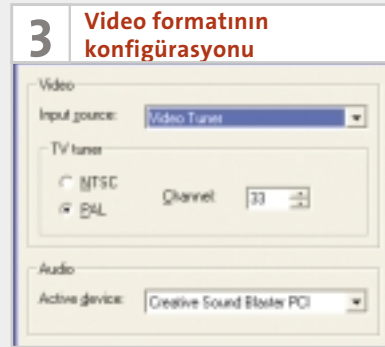 3
Video formatının
konfigürasyonu
Video
Input source: Video Tuner
TV tuner
NTSC
Channel: 33
PAL
Audio
Active device: Creative Sound Blaster PCI